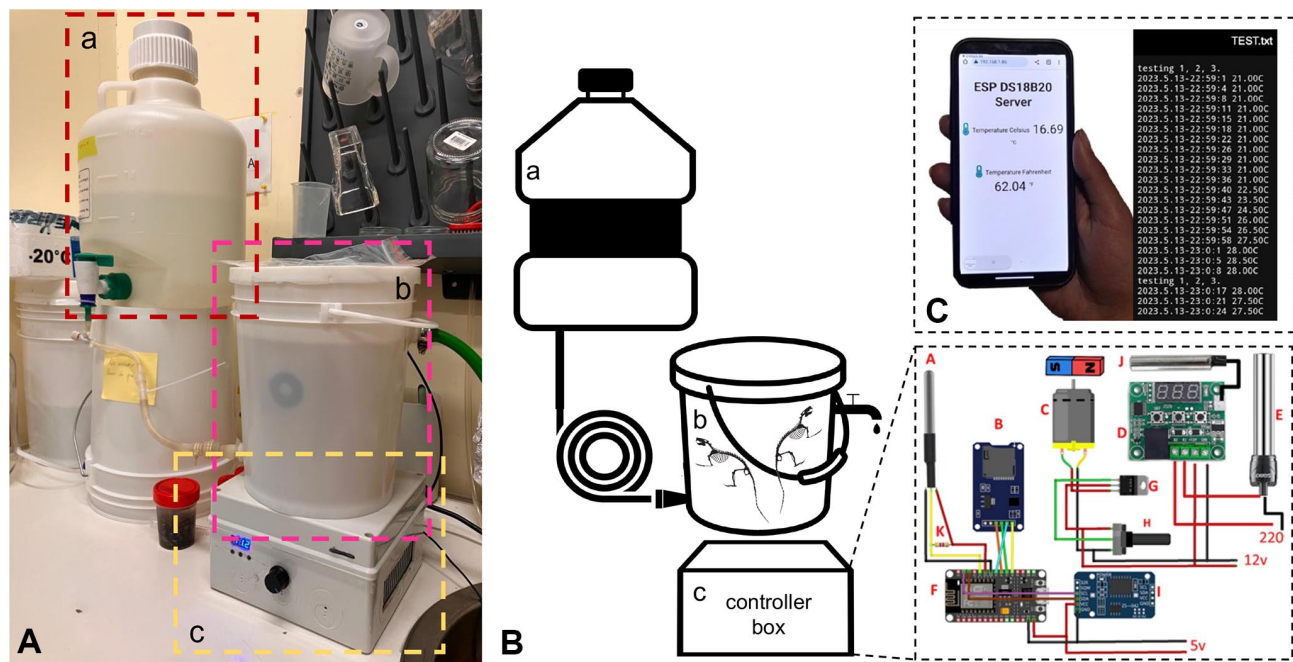 a
A
-20°C
b
c
A
a
b
c
controller
box
B
192.168.1.86
ESP DS18B20
Server
Temperature Celsius 16.69
°C
Temperature Fahrenheit
62.04 °F
C
TEST.txt
testing 1, 2, 3.
2023.5.13-22:59:1 21.00C
2023.5.13-22:59:4 21.00C
2023.5.13-22:59:8 21.00C
2023.5.13-22:59:11 21.00C
2023.5.13-22:59:15 21.00C
2023.5.13-22:59:18 21.00C
2023.5.13-22:59:22 21.00C
2023.5.13-22:59:26 21.00C
2023.5.13-22:59:29 21.00C
2023.5.13-22:59:33 21.00C
2023.5.13-22:59:36 21.00C
2023.5.13-22:59:40 22.50C
2023.5.13-22:59:43 23.50C
2023.5.13-22:59:47 24.50C
2023.5.13-22:59:51 26.00C
2023.5.13-22:59:54 26.50C
2023.5.13-22:59:58 27.50C
2023.5.13-23:0:1 28.00C
2023.5.13-23:0:5 28.50C
2023.5.13-23:0:8 28.00C
testing 1, 2, 3.
2023.5.13-23:0:17 28.00C
2023.5.13-23:0:21 27.50C
2023.5.13-23:0:24 27.50C
A
S N
J
C
B
D
E
G
K
H
220
12v
F
I
5v